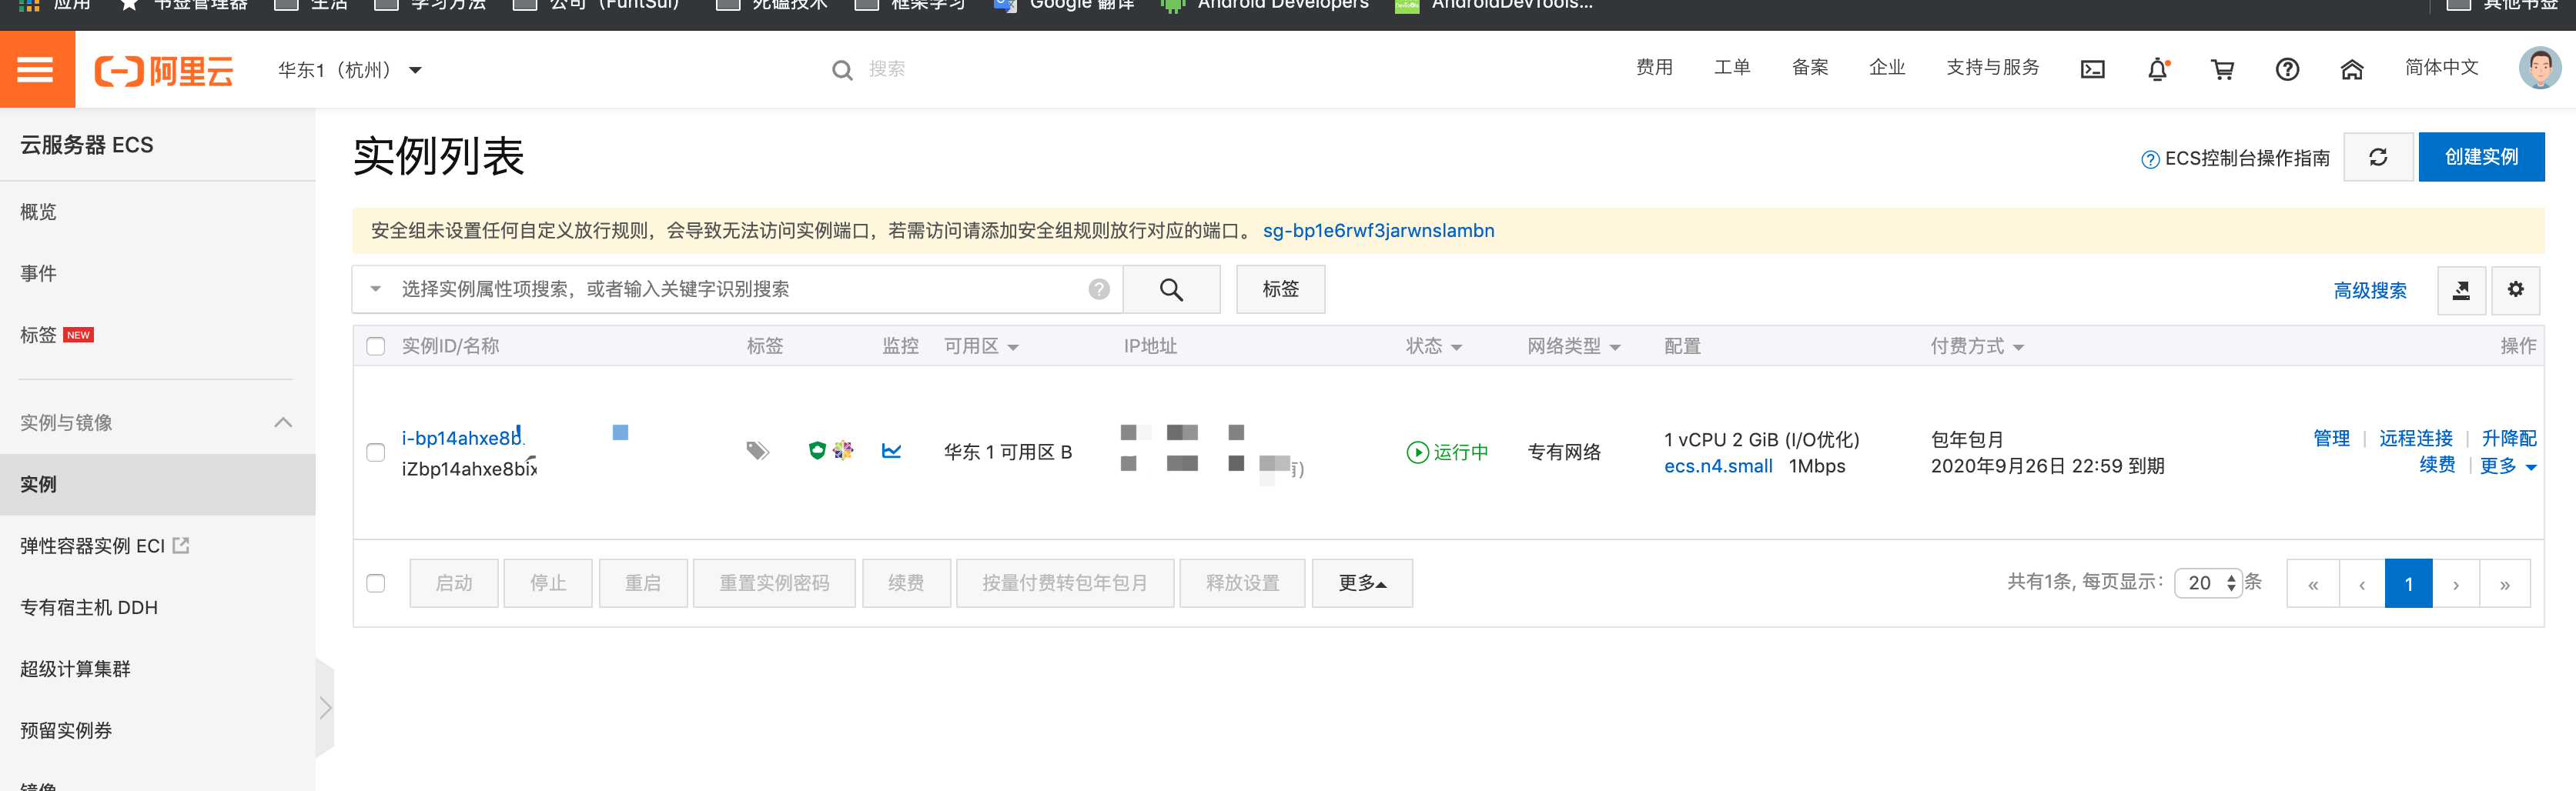 应用 书签管理器 生活 学习方法 公司（FuntSui） 死磕技术 框架学习 Google 翻译 Android Developers AndroidDevTools... 其他书签
阿里云 华东1（杭州） 搜索 费用 工单 备案 企业 支持与服务 简体中文
云服务器 ECS
概览
事件
标签 NEW
实例与镜像
实例
弹性容器实例 ECI
专有宿主机 DDH
超级计算集群
预留实例券
镜像
实例列表
ECS控制台操作指南 创建实例
安全组未设置任何自定义放行规则，会导致无法访问实例端口，若需访问请添加安全组规则放行对应的端口。 sg-bp1e6rwf3jarwnslambn
选择实例属性项搜索，或者输入关键字识别搜索 标签 高级搜索
实例ID/名称 标签 监控 可用区 IP地址 状态 网络类型 配置 付费方式 操作
i-bp14ahxe8b
iZbp14ahxe8bix
华东 1 可用区 B
运行中
专有网络
1 vCPU 2 GiB (I/O优化)
ecs.n4.small 1Mbps
包年包月
2020年9月26日 22:59 到期
管理 | 远程连接 | 升降配
续费 | 更多
启动 停止 重启 重置实例密码 续费 按量付费转包年包月 释放设置 更多
共有1条, 每页显示: 20 条 « ‹ 1 › »